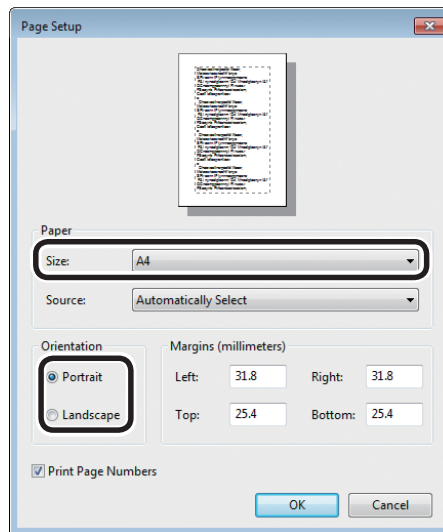 Page Setup
Paper
Size: A4
Source: Automatically Select
Orientation
Portrait
Landscape
Margins (millimeters)
Left: 31.8 Right: 31.8
Top: 25.4 Bottom: 25.4
Print Page Numbers
OK Cancel